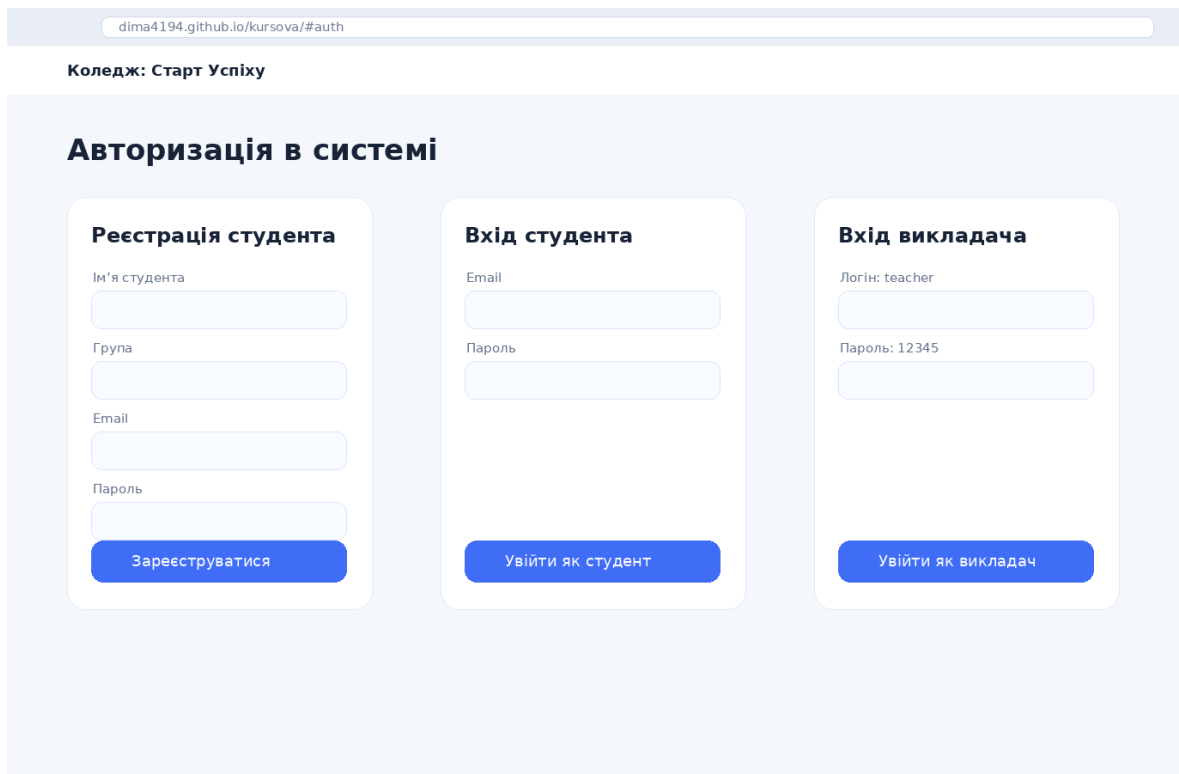 dima4194.github.io/kursova/#auth
Коледж: Старт Успіху
Авторизація в системі
Реєстрація студента
Ім’я студента
Група
Email
Пароль
Зареєструватися
Вхід студента
Email
Пароль
Увійти як студент
Вхід викладача
Логін: teacher
Пароль: 12345
Увійти як викладач